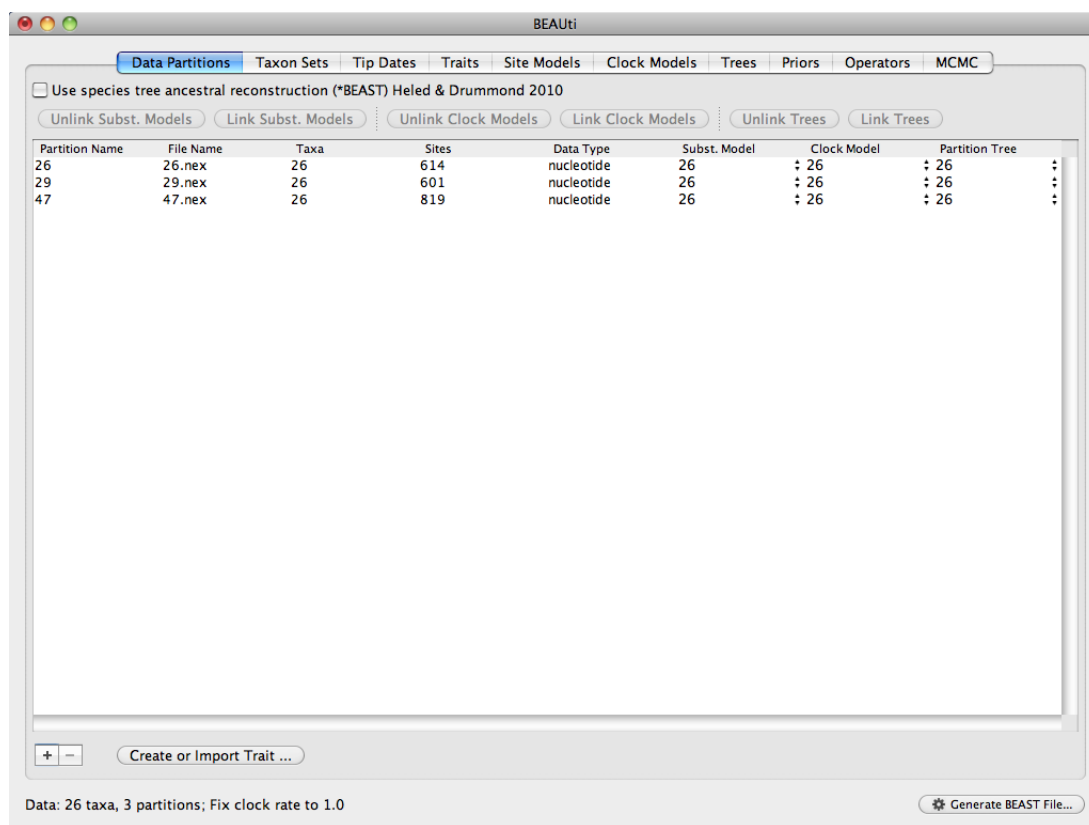 BEAUti
Data Partitions Taxon Sets Tip Dates Traits Site Models Clock Models Trees Priors Operators MCMC
Use species tree ancestral reconstruction (*BEAST) Heled & Drummond 2010
Unlink Subst. Models Link Subst. Models Unlink Clock Models Link Clock Models Unlink Trees Link Trees
Partition Name File Name Taxa Sites Data Type Subst. Model Clock Model Partition Tree
26 26.nex 26 614 nucleotide 26 26 26
29 29.nex 26 601 nucleotide 26 26 26
47 47.nex 26 819 nucleotide 26 26 26
+ −
Create or Import Trait ...
Data: 26 taxa, 3 partitions; Fix clock rate to 1.0
Generate BEAST File...